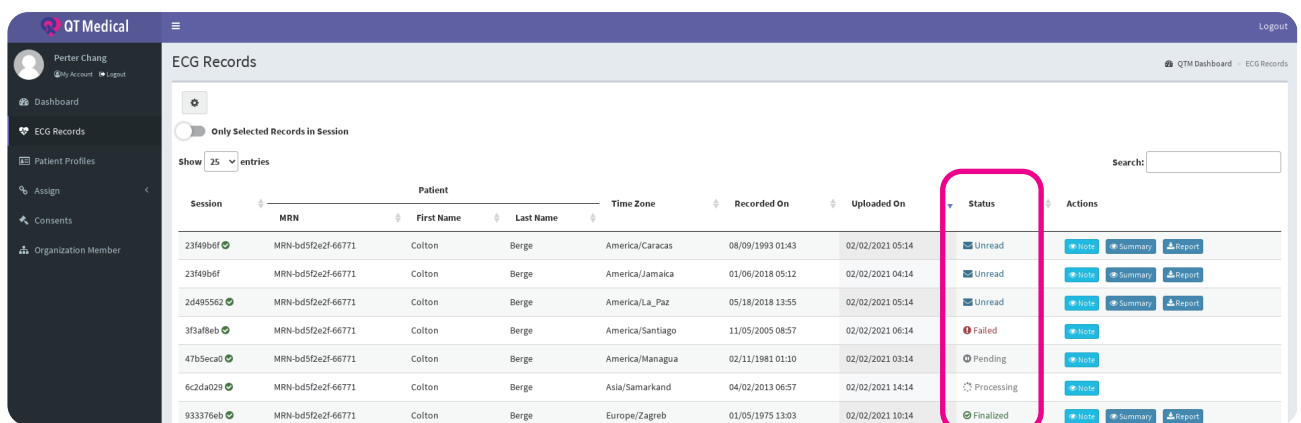 QT Medical
Logout
Perter Chang
My Account Logout
Dashboard
ECG Records
Patient Profiles
Assign
Consents
Organization Member
ECG Records
QTM Dashboard > ECG Records
Only Selected Records in Session
Show 25 entries
Search:
Session Patient Time Zone Recorded On Uploaded On Status Actions
MRN First Name Last Name
23f49b6f MRN-bd5f2e2f-66771 Colton Berge America/Caracas 08/09/1993 01:43 02/02/2021 05:14 Unread Note Summary Report
23f49b6f MRN-bd5f2e2f-66771 Colton Berge America/Jamaica 01/06/2018 05:12 02/02/2021 04:14 Unread Note Summary Report
2d495562 MRN-bd5f2e2f-66771 Colton Berge America/La_Paz 05/18/2018 13:55 02/02/2021 05:14 Unread Note Summary Report
3f3af8eb MRN-bd5f2e2f-66771 Colton Berge America/Santiago 11/05/2005 08:57 02/02/2021 06:14 Failed Note
47b5eca0 MRN-bd5f2e2f-66771 Colton Berge America/Managua 02/11/1981 01:10 02/02/2021 03:14 Pending Note
6c2da029 MRN-bd5f2e2f-66771 Colton Berge Asia/Samarkand 04/02/2013 06:57 02/02/2021 14:14 Processing Note
933376eb MRN-bd5f2e2f-66771 Colton Berge Europe/Zagreb 01/05/1975 13:03 02/02/2021 10:14 Finalized Note Summary Report